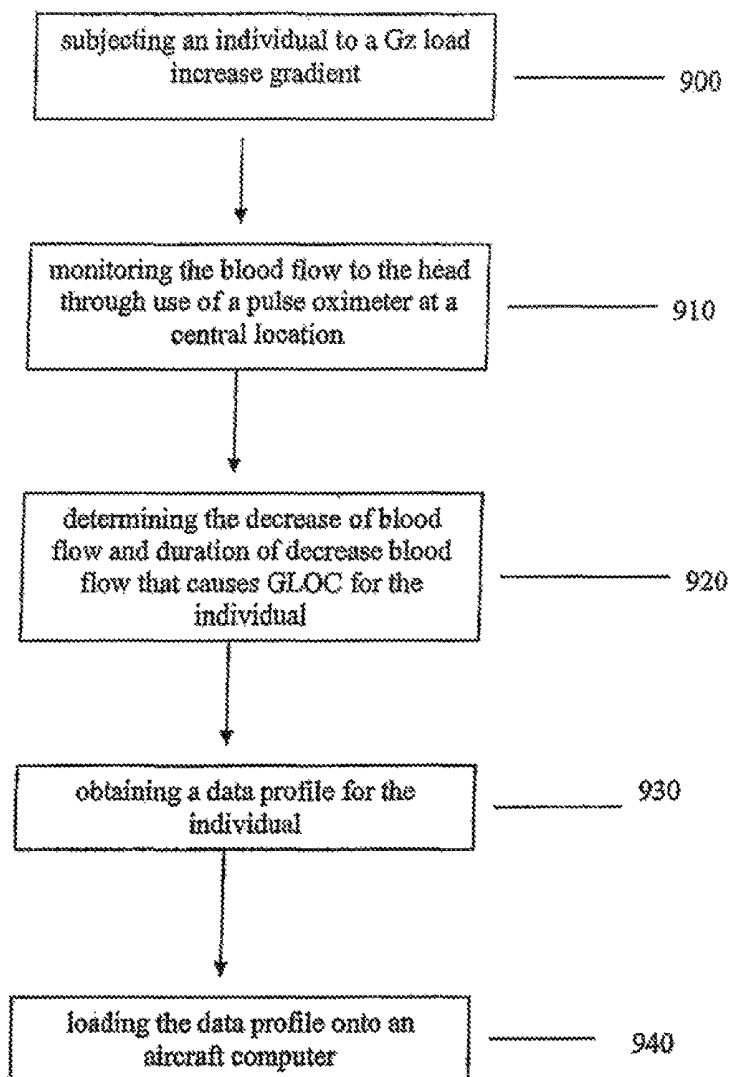 subjecting an individual to a Gz load
increase gradient
900
monitoring the blood flow to the head
through use of a pulse oximeter at a
central location
910
determining the decrease of blood
flow and duration of decrease blood
flow that causes GLOC for the
individual
920
obtaining a data profile for the
individual
930
loading the data profile onto an
aircraft computer
940